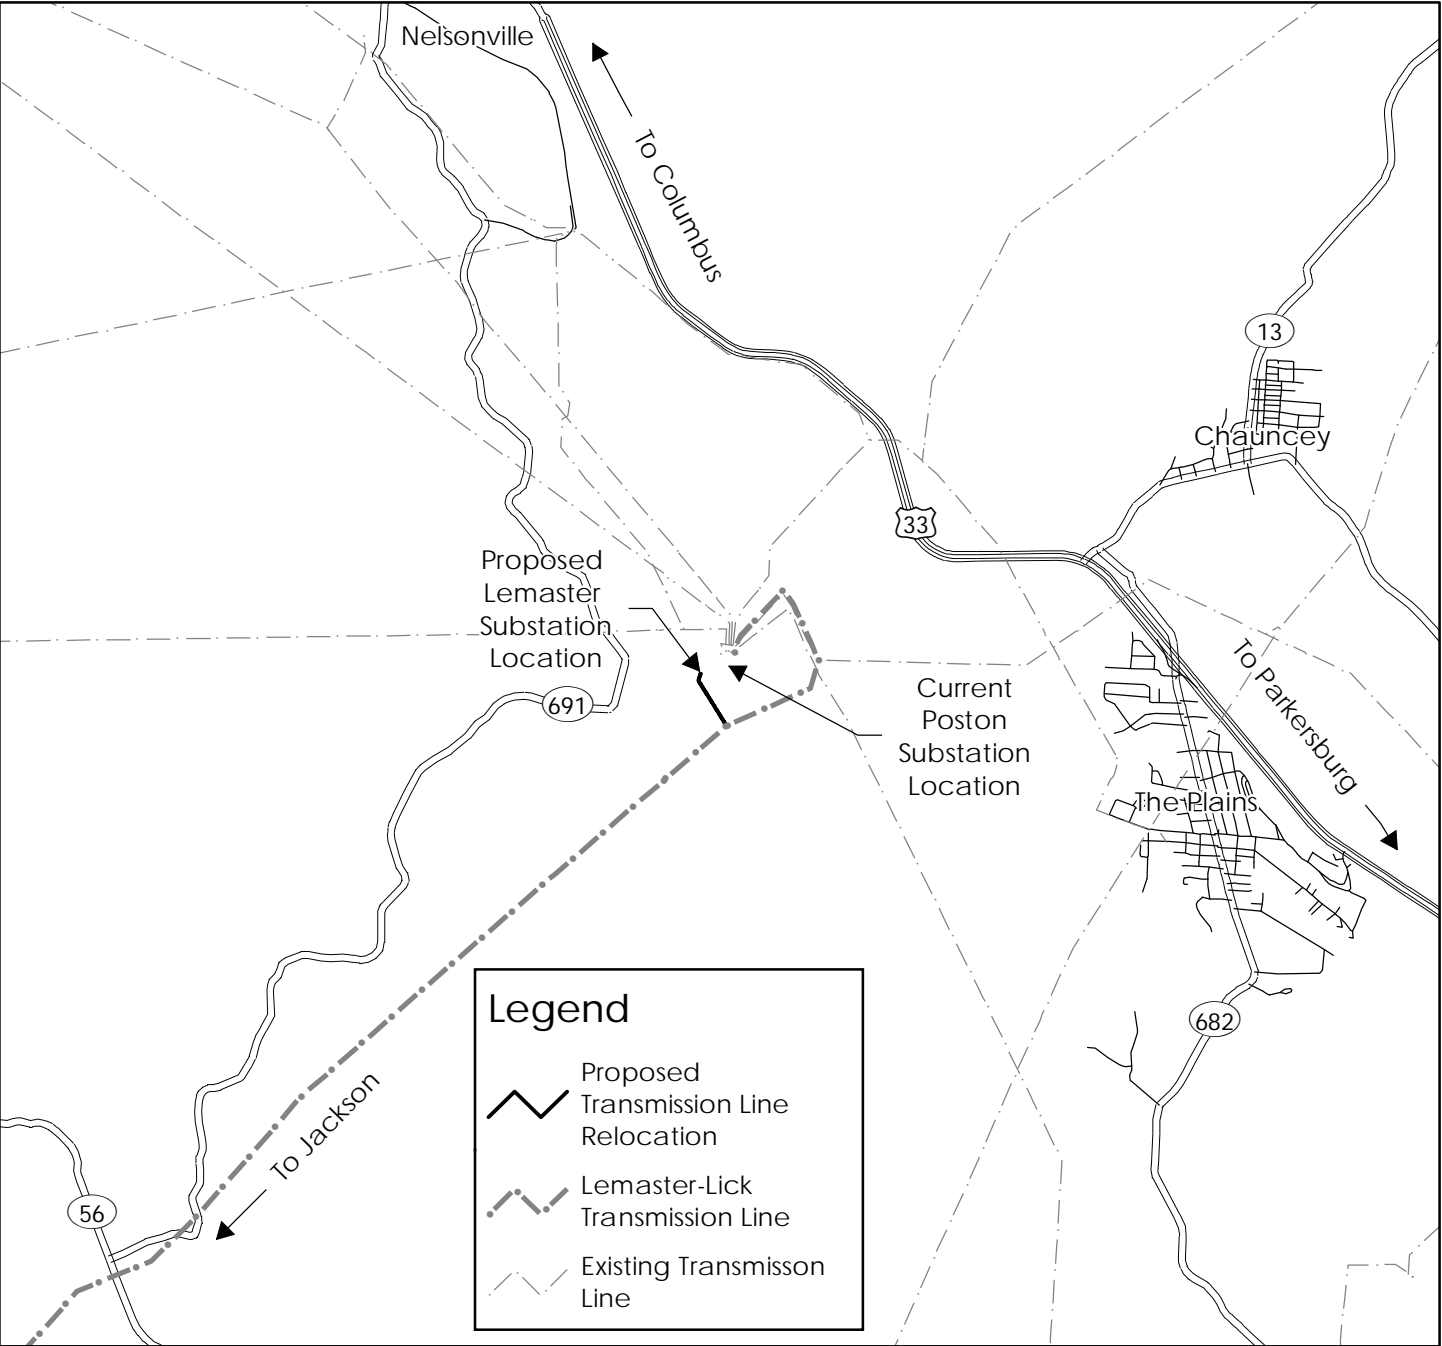 Nelsonville
To Columbus
13
Chauncey
33
Proposed
Lemaster
Substation
Location
691
Current
Poston
Substation
Location
To Parkersburg
The Plains
682
To Jackson
56
Legend
Proposed
Transmission Line
Relocation
Lemaster-Lick
Transmission Line
Existing Transmisson
Line